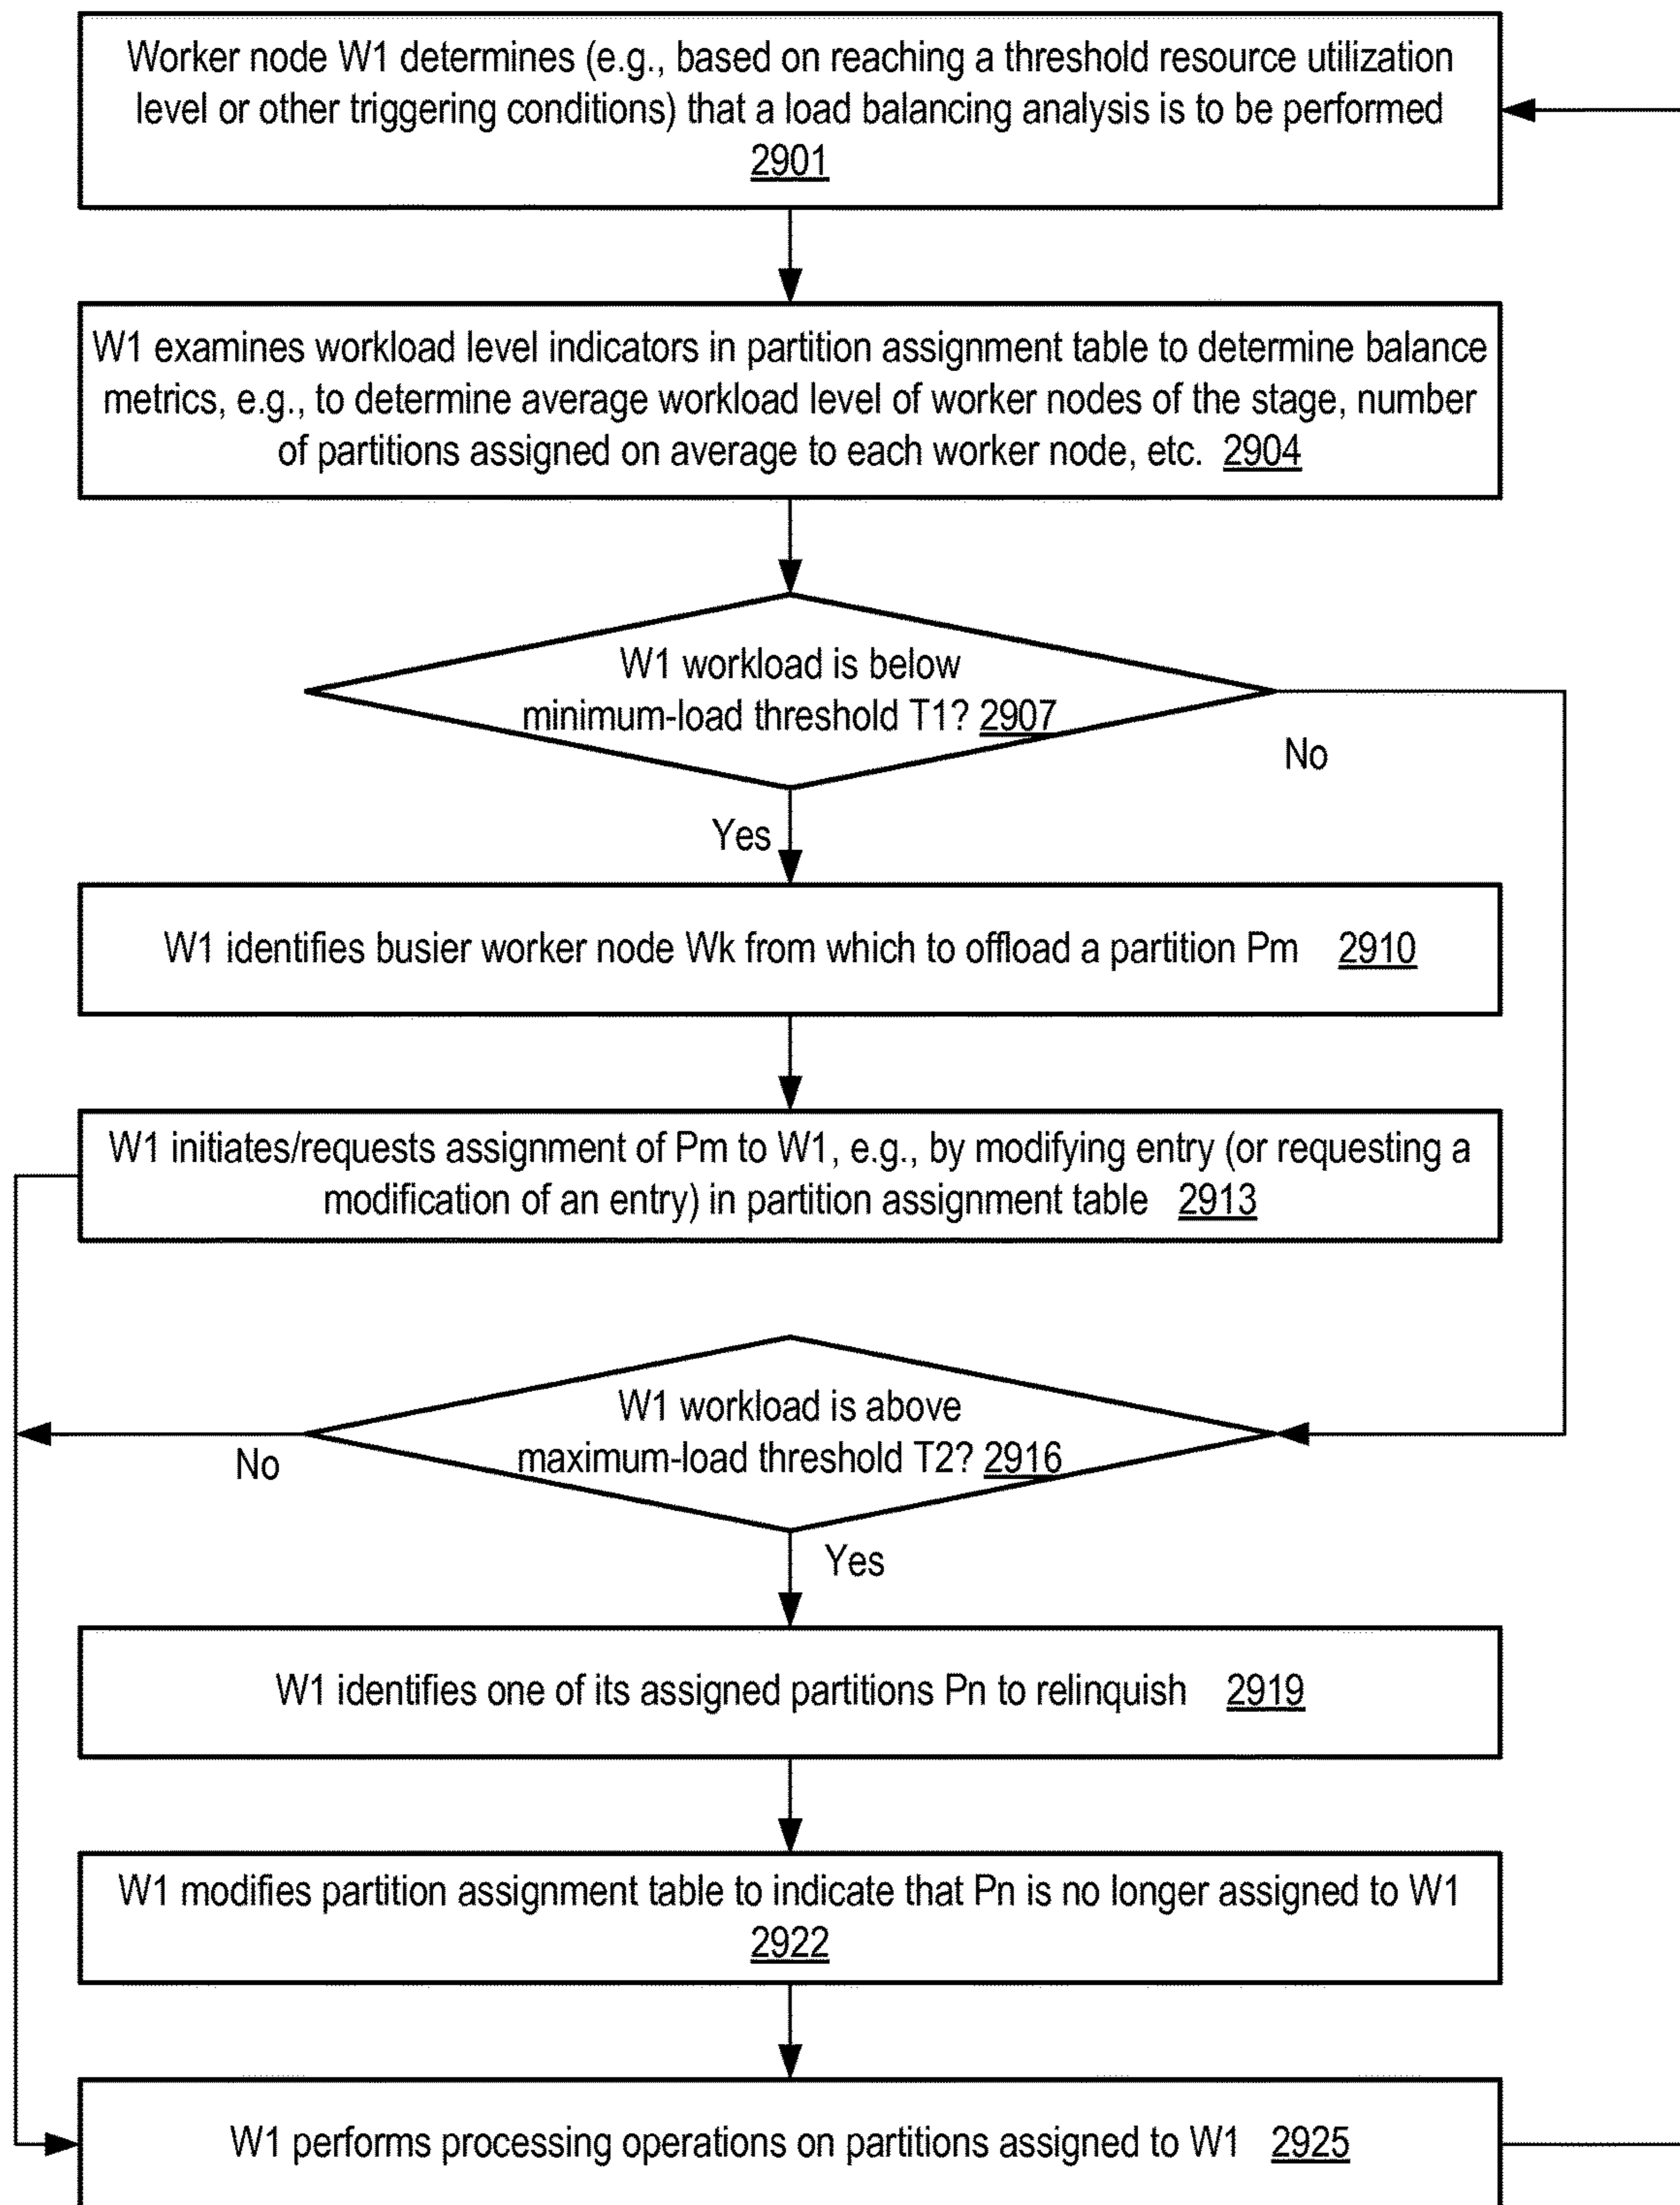 Worker node W1 determines (e.g., based on reaching a threshold resource utilization
level or other triggering conditions) that a load balancing analysis is to be performed
2901
W1 examines workload level indicators in partition assignment table to determine balance
metrics, e.g., to determine average workload level of worker nodes of the stage, number
of partitions assigned on average to each worker node, etc. 2904
W1 workload is below
minimum-load threshold T1? 2907
No
Yes
W1 identifies busier worker node Wk from which to offload a partition Pm 2910
W1 initiates/requests assignment of Pm to W1, e.g., by modifying entry (or requesting a
modification of an entry) in partition assignment table 2913
W1 workload is above
maximum-load threshold T2? 2916
No
Yes
W1 identifies one of its assigned partitions Pn to relinquish 2919
W1 modifies partition assignment table to indicate that Pn is no longer assigned to W1
2922
W1 performs processing operations on partitions assigned to W1 2925